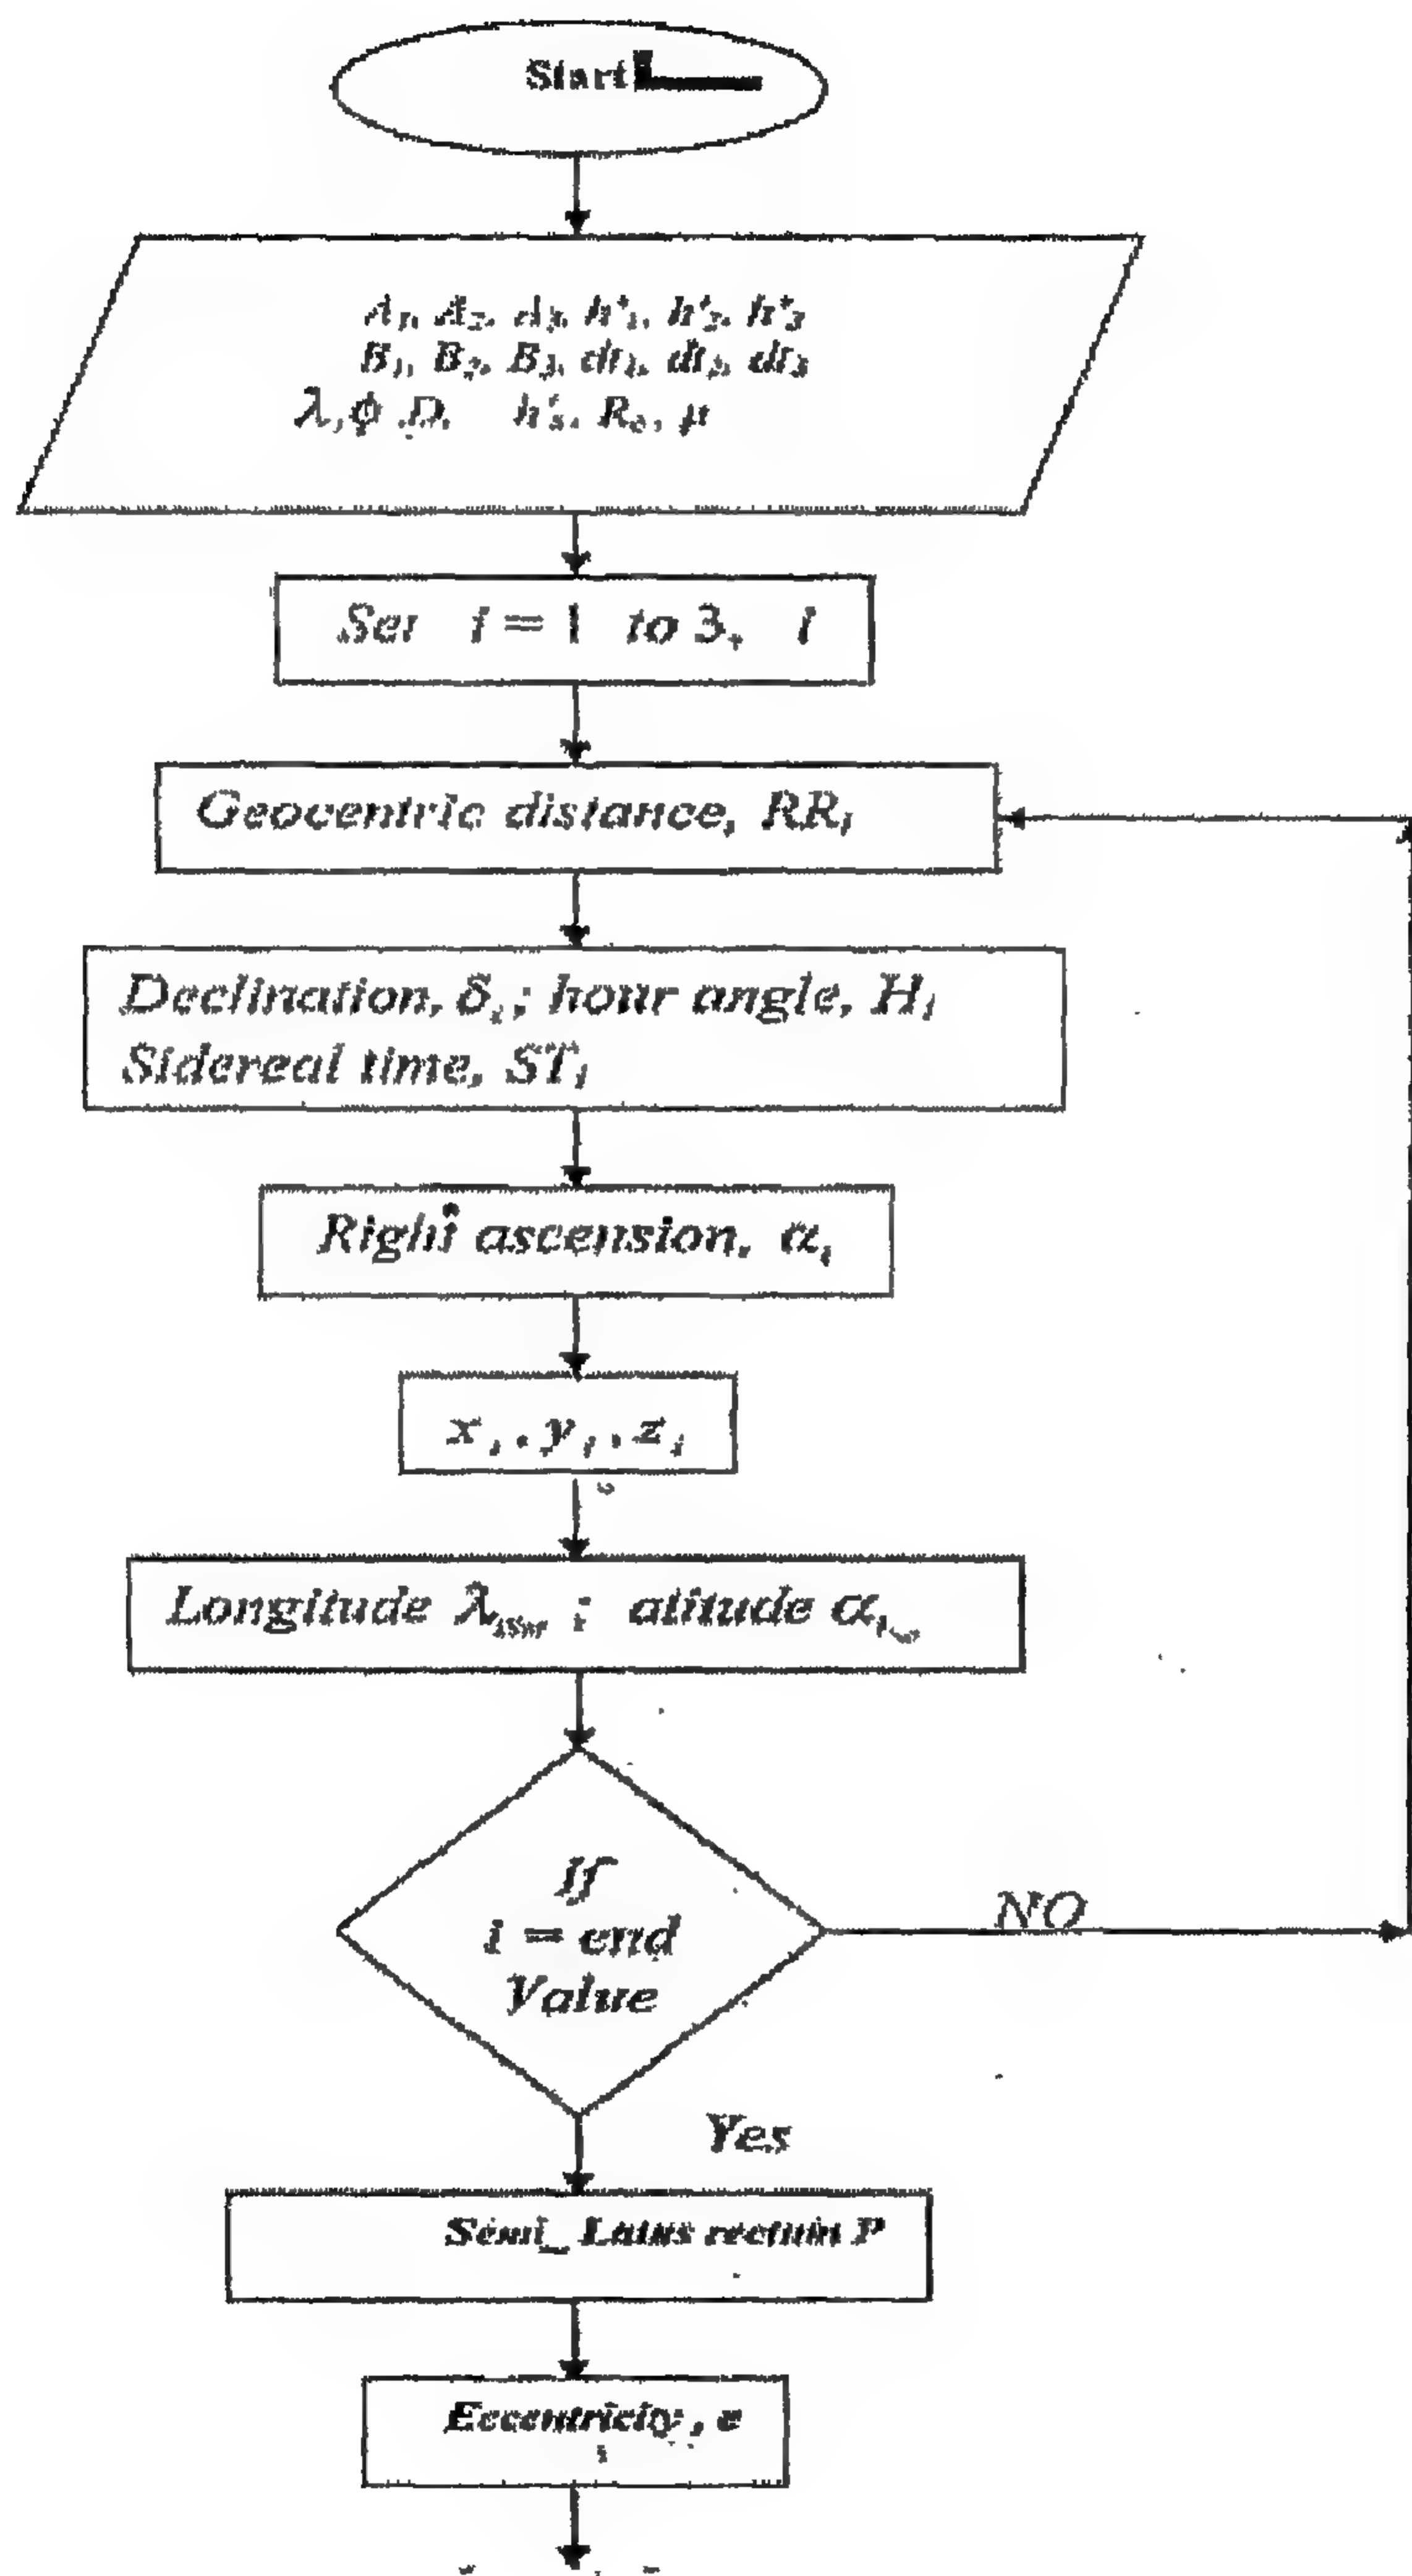 Start
A₁, A₂, A₃, h'₁, h'₂, h'₃
B₁, B₂, B₃, dt₁, dt₂, dt₃
λ, ϕ D, h'ₛ, Rₑ, μ
Set i = 1 to 3, 1
Geocentric distance, RRᵢ
Declination, δᵢ; hour angle, Hᵢ
Sidereal time, STᵢ
Right ascension, αᵢ
xᵢ, yᵢ, zᵢ
Longitude λ ; atitude α
If
i = end
Value
NO
Yes
Semi_Latus rectum P
Eccentricity, e